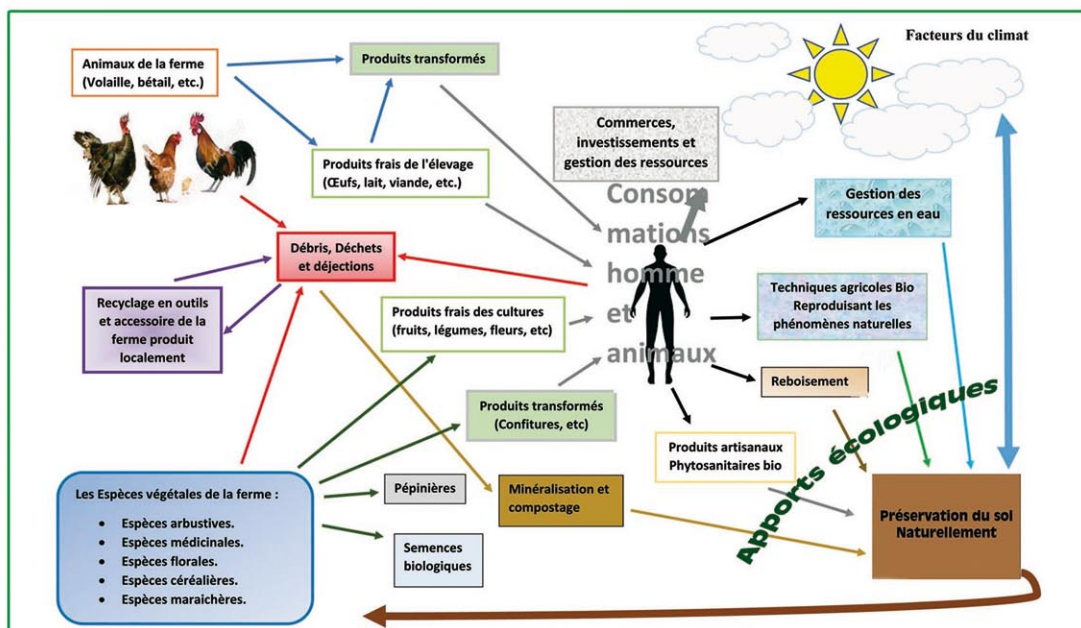 Facteurs du climat
Animaux de la ferme
(Volaille, bétail, etc.)
Produits transformés
Commerces,
investissements et
gestion des ressources
Produits frais de l'élevage
(Œufs, lait, viande, etc.)
Consom
mations
homme
et
animaux
Gestion des
ressources en eau
Débris, Déchets
et déjections
Recyclage en outils
et accessoire de la
ferme produit
localement
Produits frais des cultures
(fruits, légumes, fleurs, etc)
Techniques agricoles Bio
Reproduisant les
phénomènes naturelles
Reboisement
Produits transformés
(Confitures, etc)
Produits artisanaux
Phytosanitaires bio
Apports écologiques
Les Espèces végétales de la ferme :
• Espèces arbustives.
• Espèces médicinales.
• Espèces florales.
• Espèces céréalières.
• Espèces maraichères.
Pépinières
Semences
biologiques
Minéralisation et
compostage
Préservation du sol
Naturellement